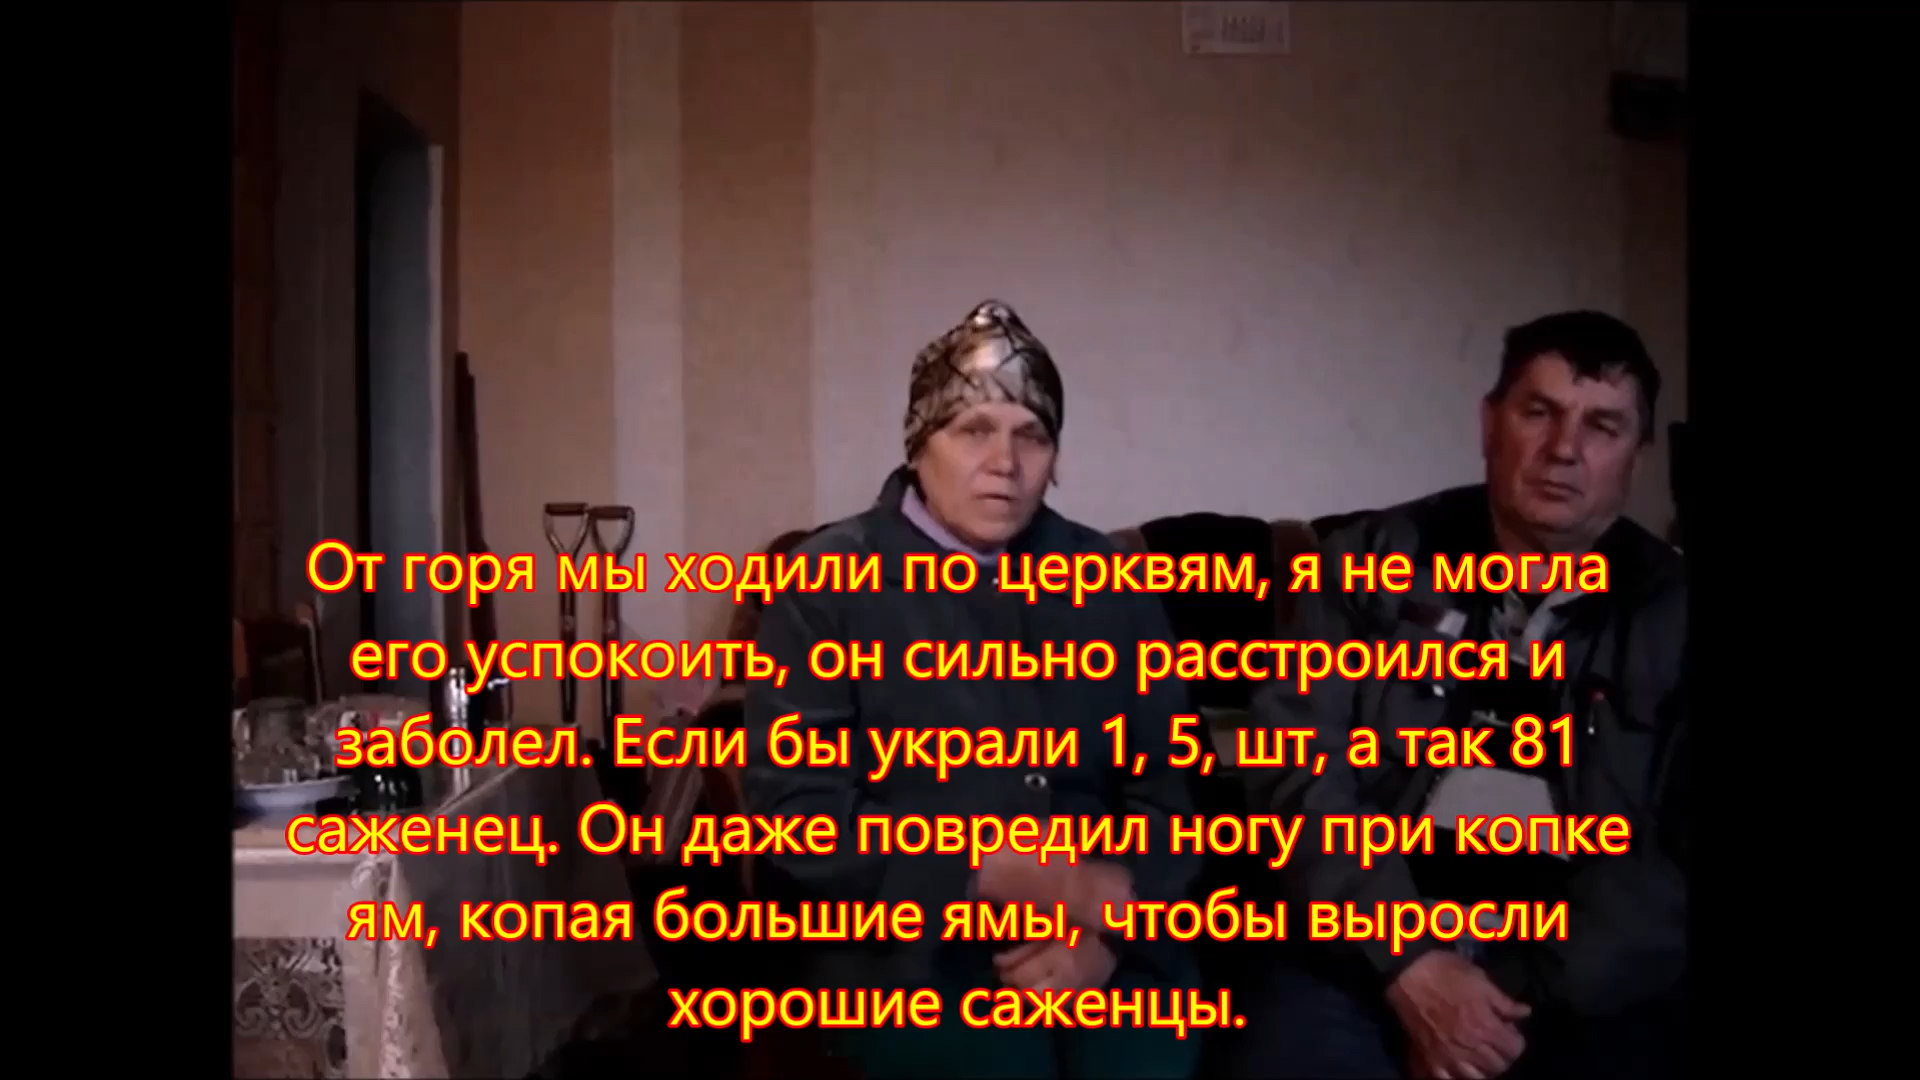 От горя мы ходили по церквям, я не могла
его успокоить, он сильно расстроился и
заболел. Если бы украли 1, 5, шт, а так 81
саженец. Он даже повредил ногу при копке
ям, копая большие ямы, чтобы выросли
хорошие саженцы.